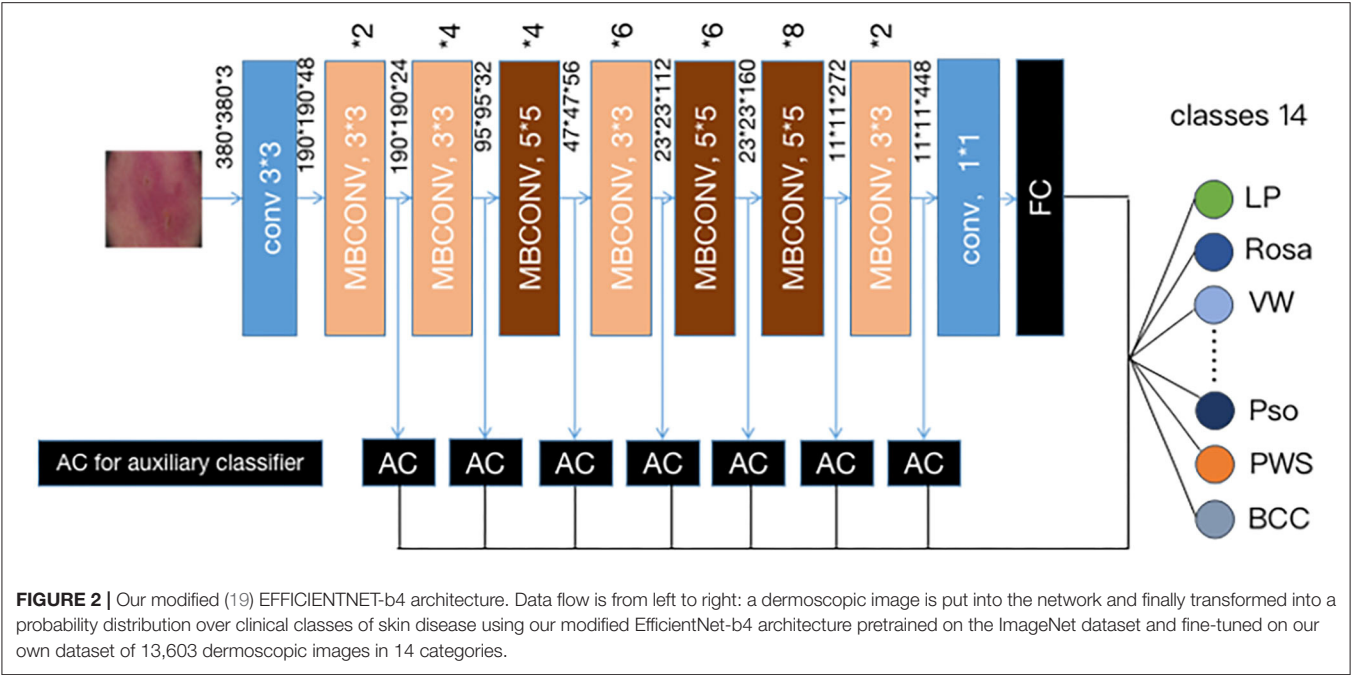 *2
*4
*4
*6
*6
*8
*2
380*380*3
conv 3*3
190*190*48
MBCONV, 3*3
190*190*24
MBCONV, 3*3
95*95*32
MBCONV, 5*5
47*47*56
MBCONV, 3*3
23*23*112
MBCONV, 5*5
23*23*160
MBCONV, 5*5
11*11*272
MBCONV, 3*3
11*11*448
conv, 1*1
FC
classes 14
LP
Rosa
VW
Pso
PWS
BCC
AC for auxiliary classifier
AC
AC
AC
AC
AC
AC
AC
FIGURE 2 | Our modified (19) EFFICIENTNET-b4 architecture. Data flow is from left to right: a dermoscopic image is put into the network and finally transformed into a
probability distribution over clinical classes of skin disease using our modified EfficientNet-b4 architecture pretrained on the ImageNet dataset and fine-tuned on our
own dataset of 13,603 dermoscopic images in 14 categories.